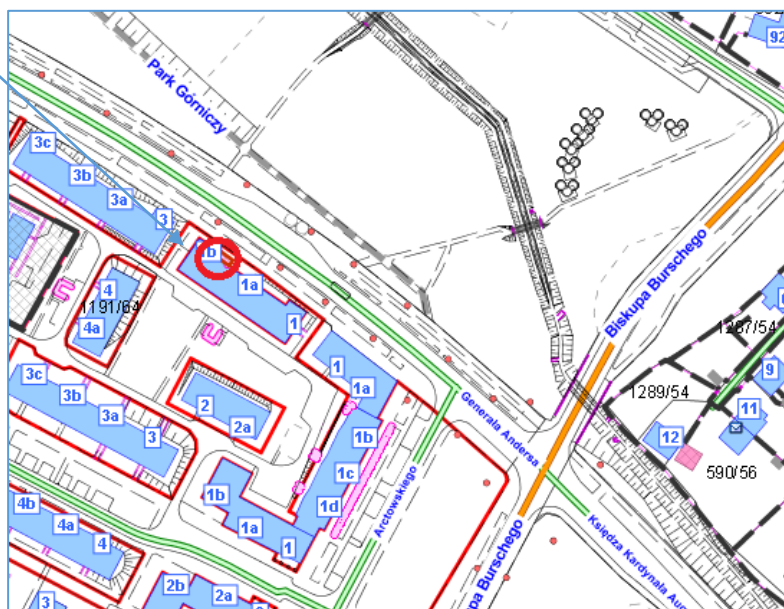 92
Park Górniczy
3c
3b
3a
3
1a
1
4
1191/64
4a
1
1a
1b
1c
1d
2
2a
3c
3b
3a
3
1b
1a
1
4b
4a
4
3
2b
2a
Arctowskiego
Generała Andersa
Biskupa Burschego
Biskupa Burschego
Księdza Kardynała
1287/54
9
1289/54
11
12
590/56